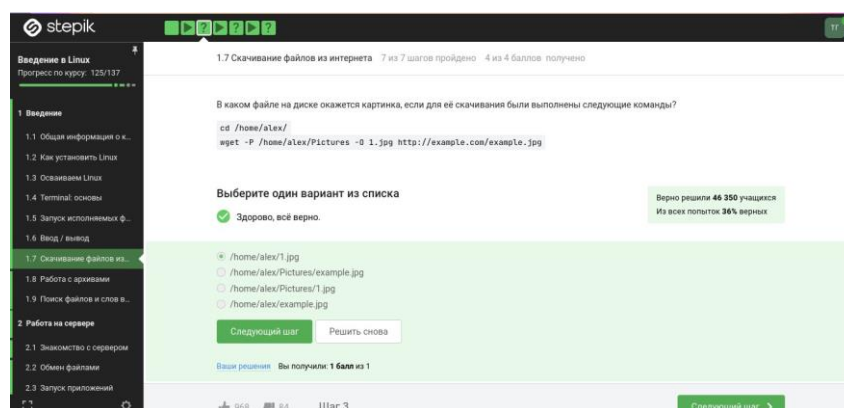 stepik
ТГ
Введение в Linux
Прогресс по курсу: 125/137
1.7 Скачивание файлов из интернета 7 из 7 шагов пройдено 4 из 4 баллов получено
1 Введение
1.1 Общая информация о к...
1.2 Как установить Linux
1.3 Осваиваем Linux
1.4 Terminal: основы
1.5 Запуск исполняемых ф...
1.6 Ввод / вывод
1.7 Скачивание файлов из...
1.8 Работа с архивами
1.9 Поиск файлов и слов в...
2 Работа на сервере
2.1 Знакомство с сервером
2.2 Обмен файлами
2.3 Запуск приложений
В каком файле на диске окажется картинка, если для её скачивания были выполнены следующие команды?
cd /home/alex/
wget -P /home/alex/Pictures -O 1.jpg http://example.com/example.jpg
Выберите один вариант из списка
Здорово, всё верно.
Верно решили 46 350 учащихся
Из всех попыток 36% верных
/home/alex/1.jpg
/home/alex/Pictures/example.jpg
/home/alex/Pictures/1.jpg
/home/alex/example.jpg
Следующий шаг
Решить снова
Ваши решения Вы получили: 1 балл из 1
968 84 Шаг 3
Следующий шаг